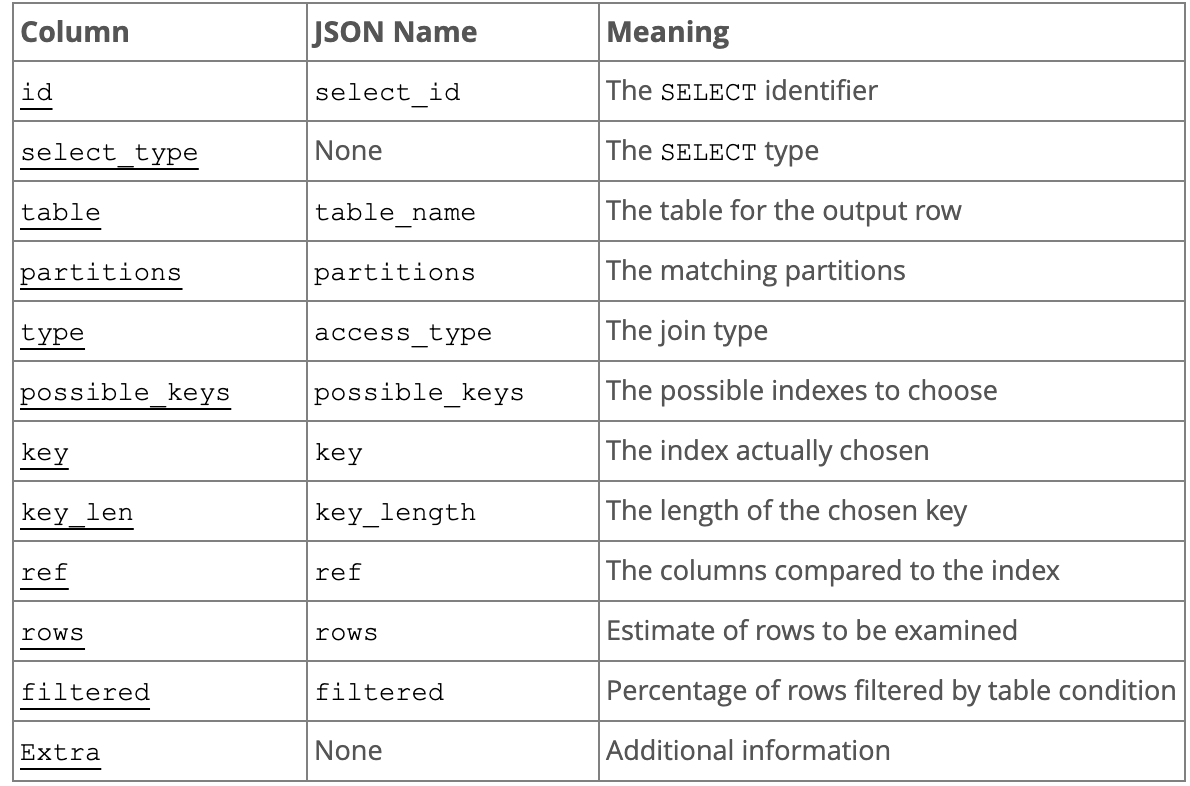 Column JSON Name Meaning
id select_id The SELECT identifier
select_type None The SELECT type
table table_name The table for the output row
partitions partitions The matching partitions
type access_type The join type
possible_keys possible_keys The possible indexes to choose
key key The index actually chosen
key_len key_length The length of the chosen key
ref ref The columns compared to the index
rows rows Estimate of rows to be examined
filtered filtered Percentage of rows filtered by table condition
Extra None Additional information